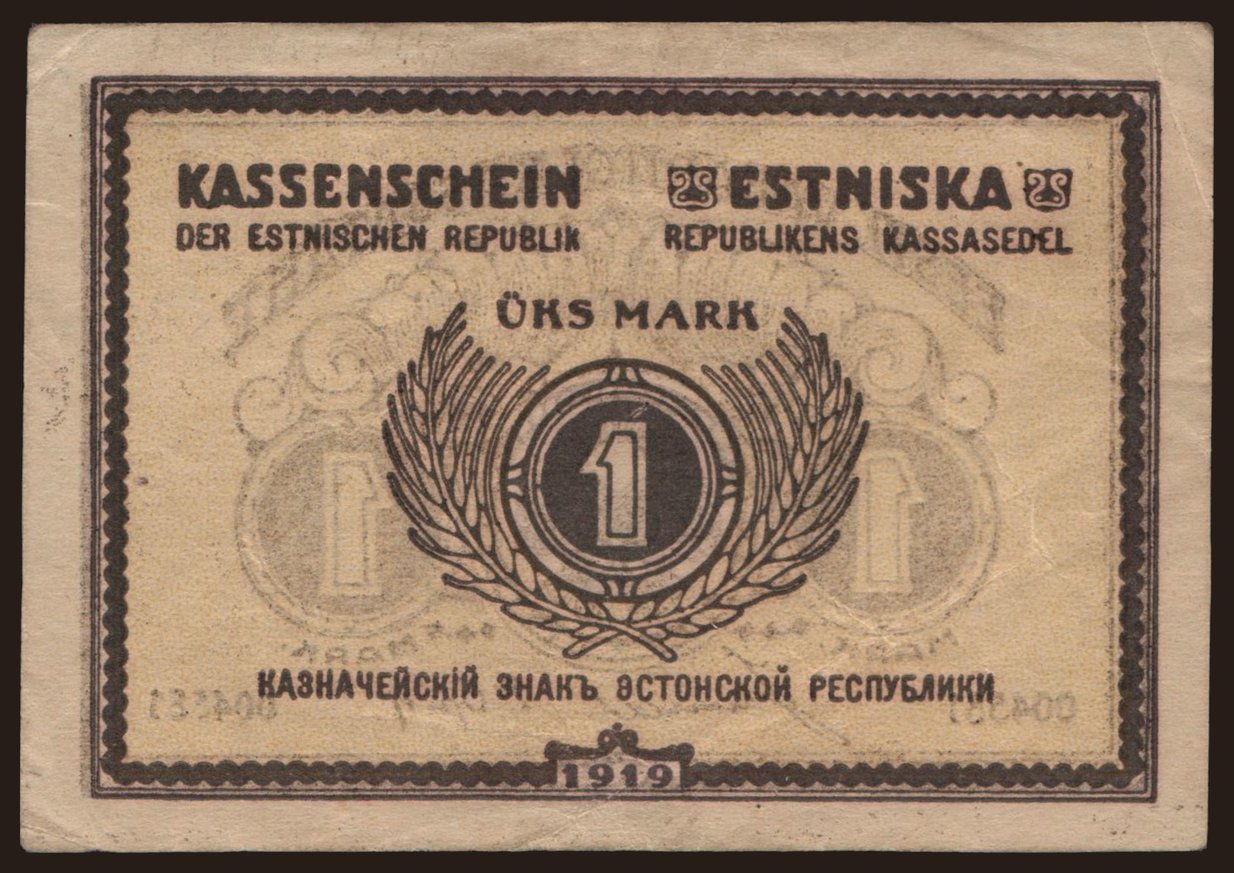 KASSENSCHEIN
DER ESTNISCHEN REPUBLIK
ESTNISKA
REPUBLIKENS KASSASEDEL
ÜKS MARK
1
КАЗНАЧЕЙСКІЙ ЗНАКЪ ЭСТОНСКОЙ РЕСПУБЛИКИ
1919